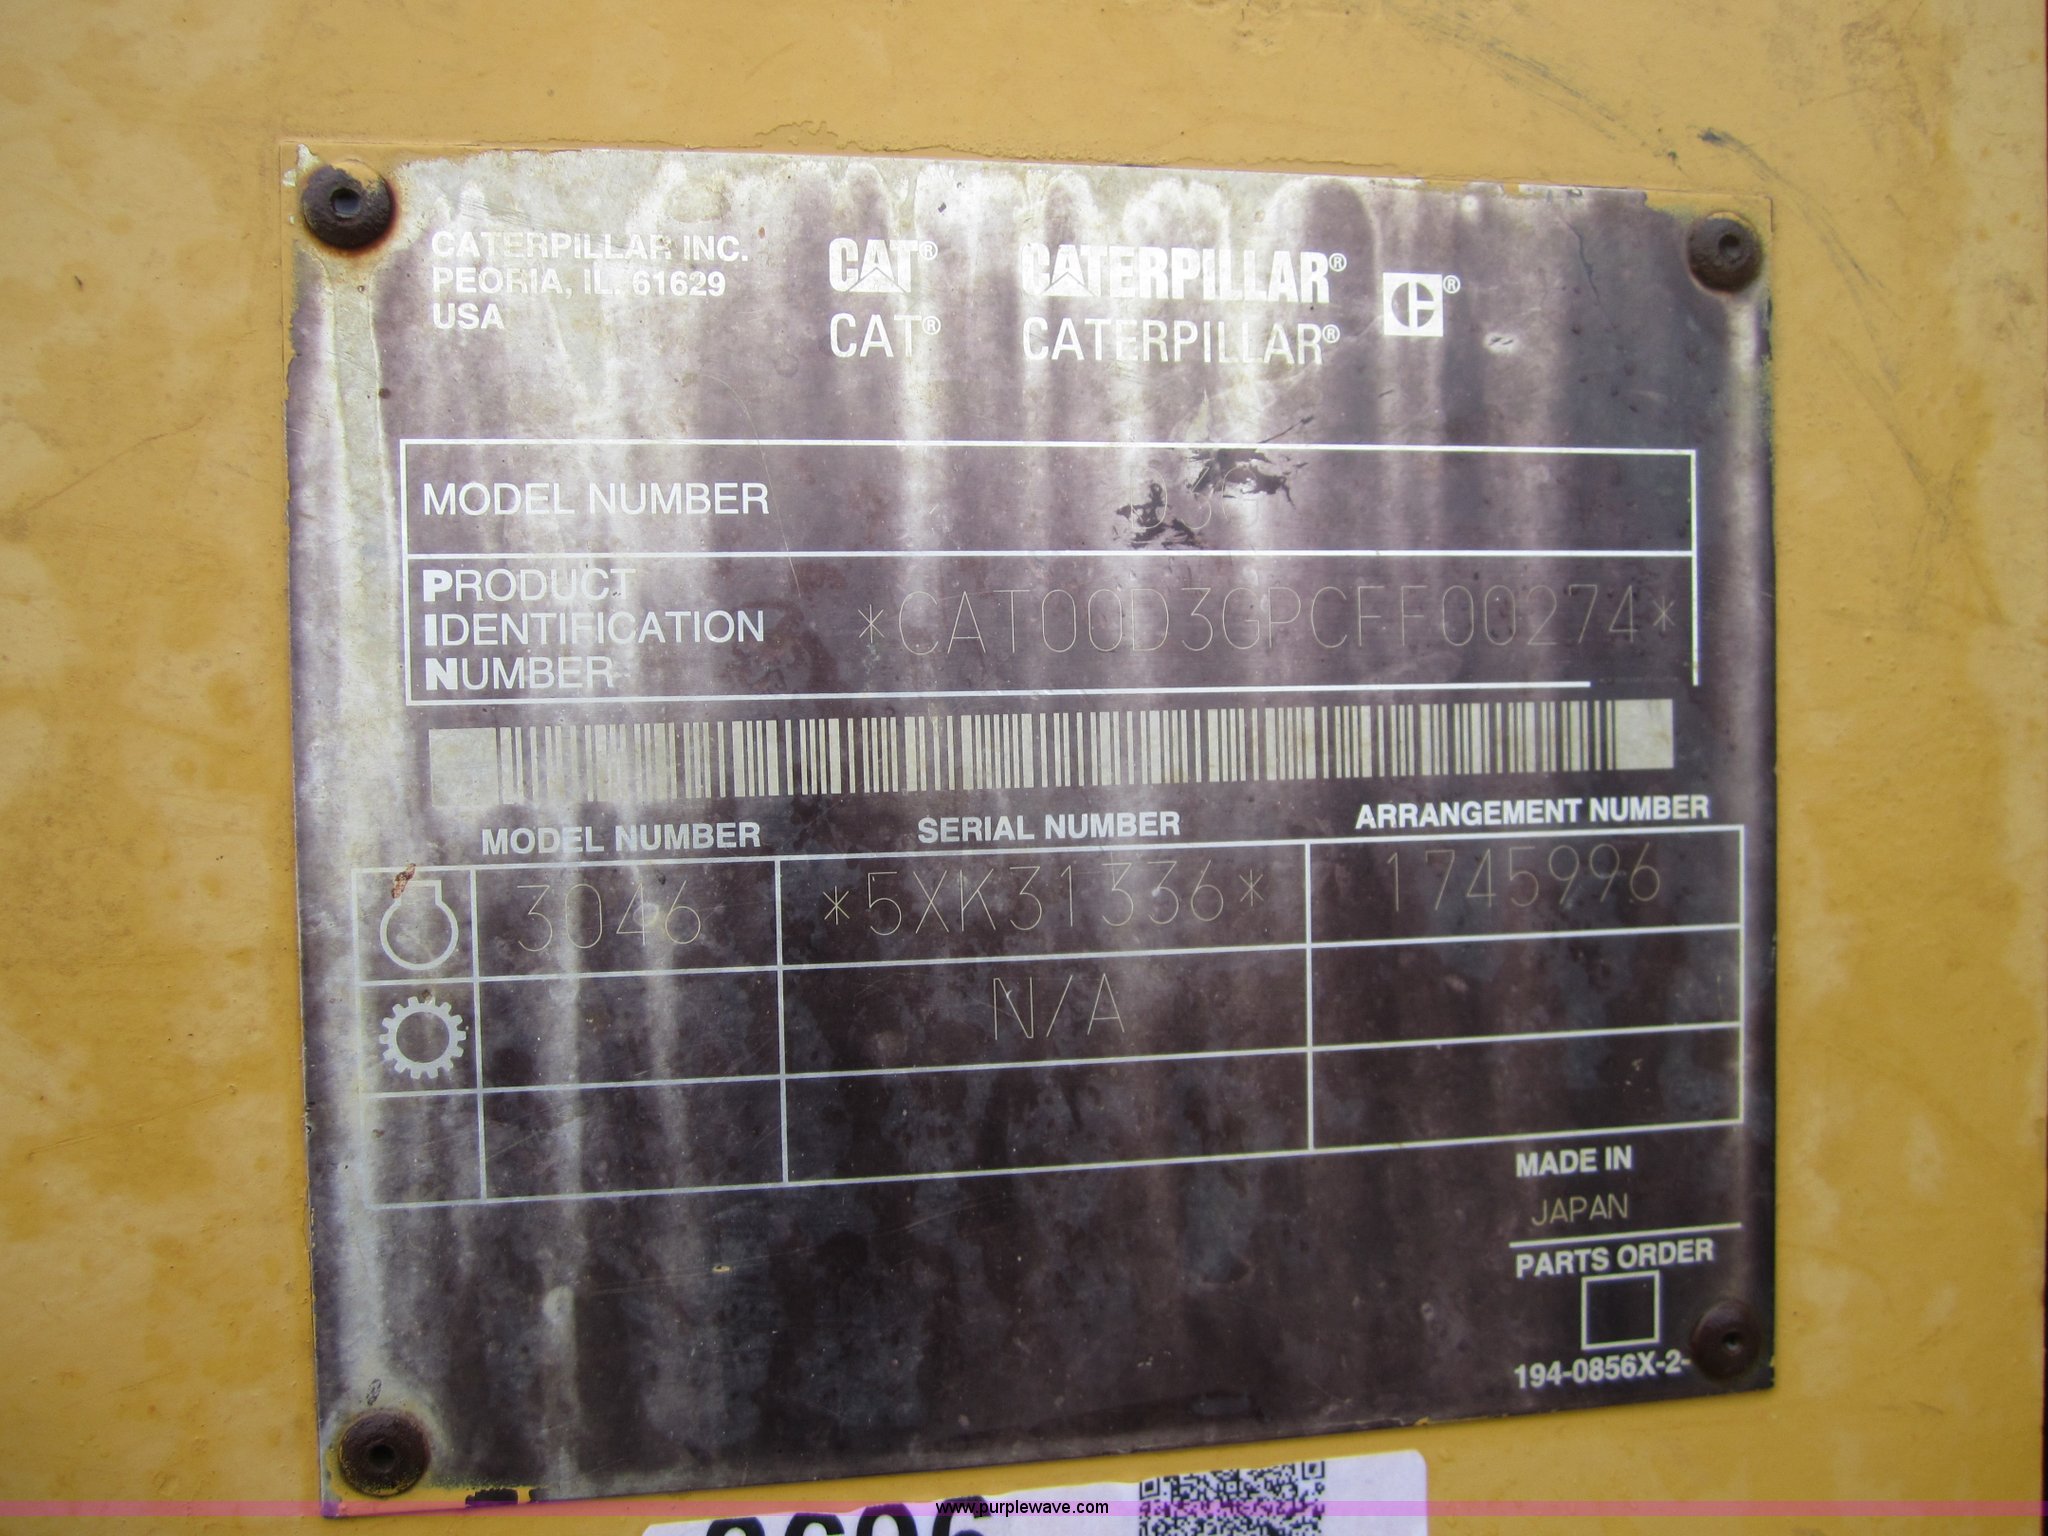 CATERPILLAR INC.
PEORIA, IL. 61629
USA
CAT® CATERPILLAR® ®
CAT® CATERPILLAR®
MODEL NUMBER
PRODUCT
IDENTIFICATION
NUMBER
*CAT00D3GPCFF00274*
MODEL NUMBER SERIAL NUMBER ARRANGEMENT NUMBER
3046 *5XK31336* 1745996
N/A
MADE IN
JAPAN
PARTS ORDER
194-0856X-2-
www.purplewave.com